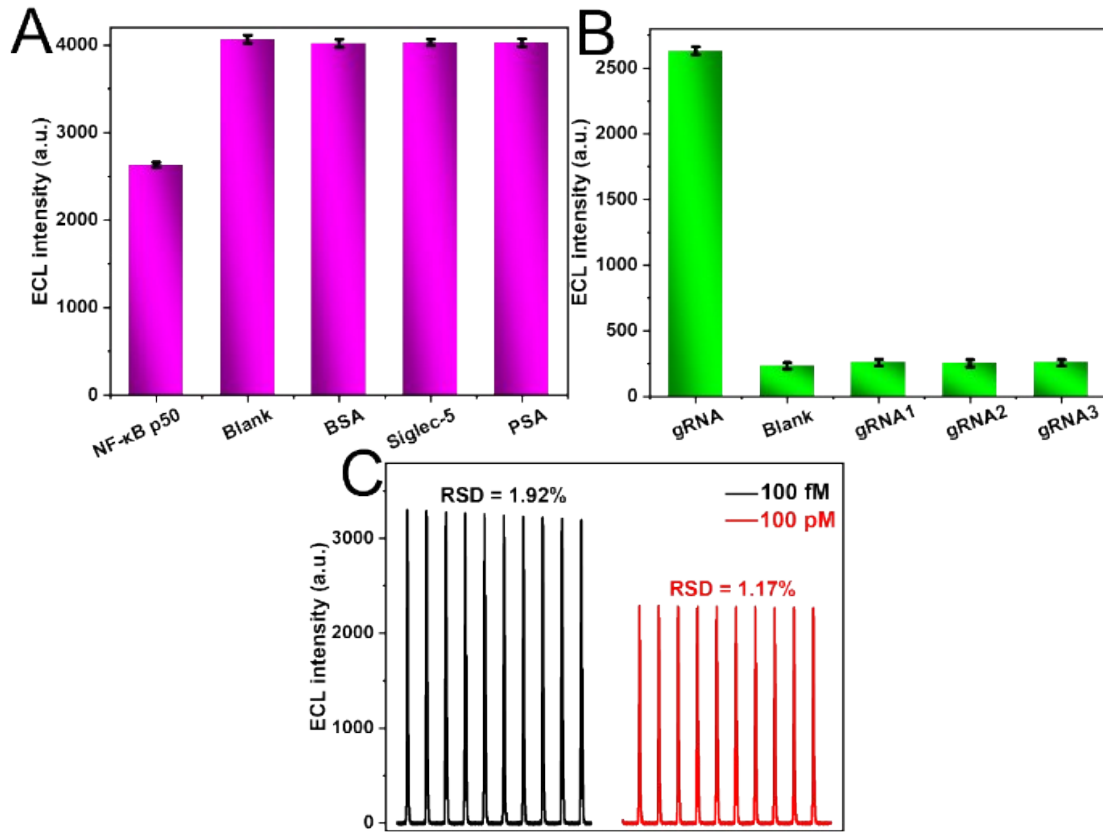 A
ECL intensity (a.u.)
4000
3000
2000
1000
0
NF-κB p50
Blank
BSA
Siglec-5
PSA
B
ECL intensity (a.u.)
2500
2000
1500
1000
500
0
gRNA
Blank
gRNA1
gRNA2
gRNA3
C
ECL intensity (a.u.)
3000
2000
1000
0
RSD = 1.92%
100 fM
100 pM
RSD = 1.17%